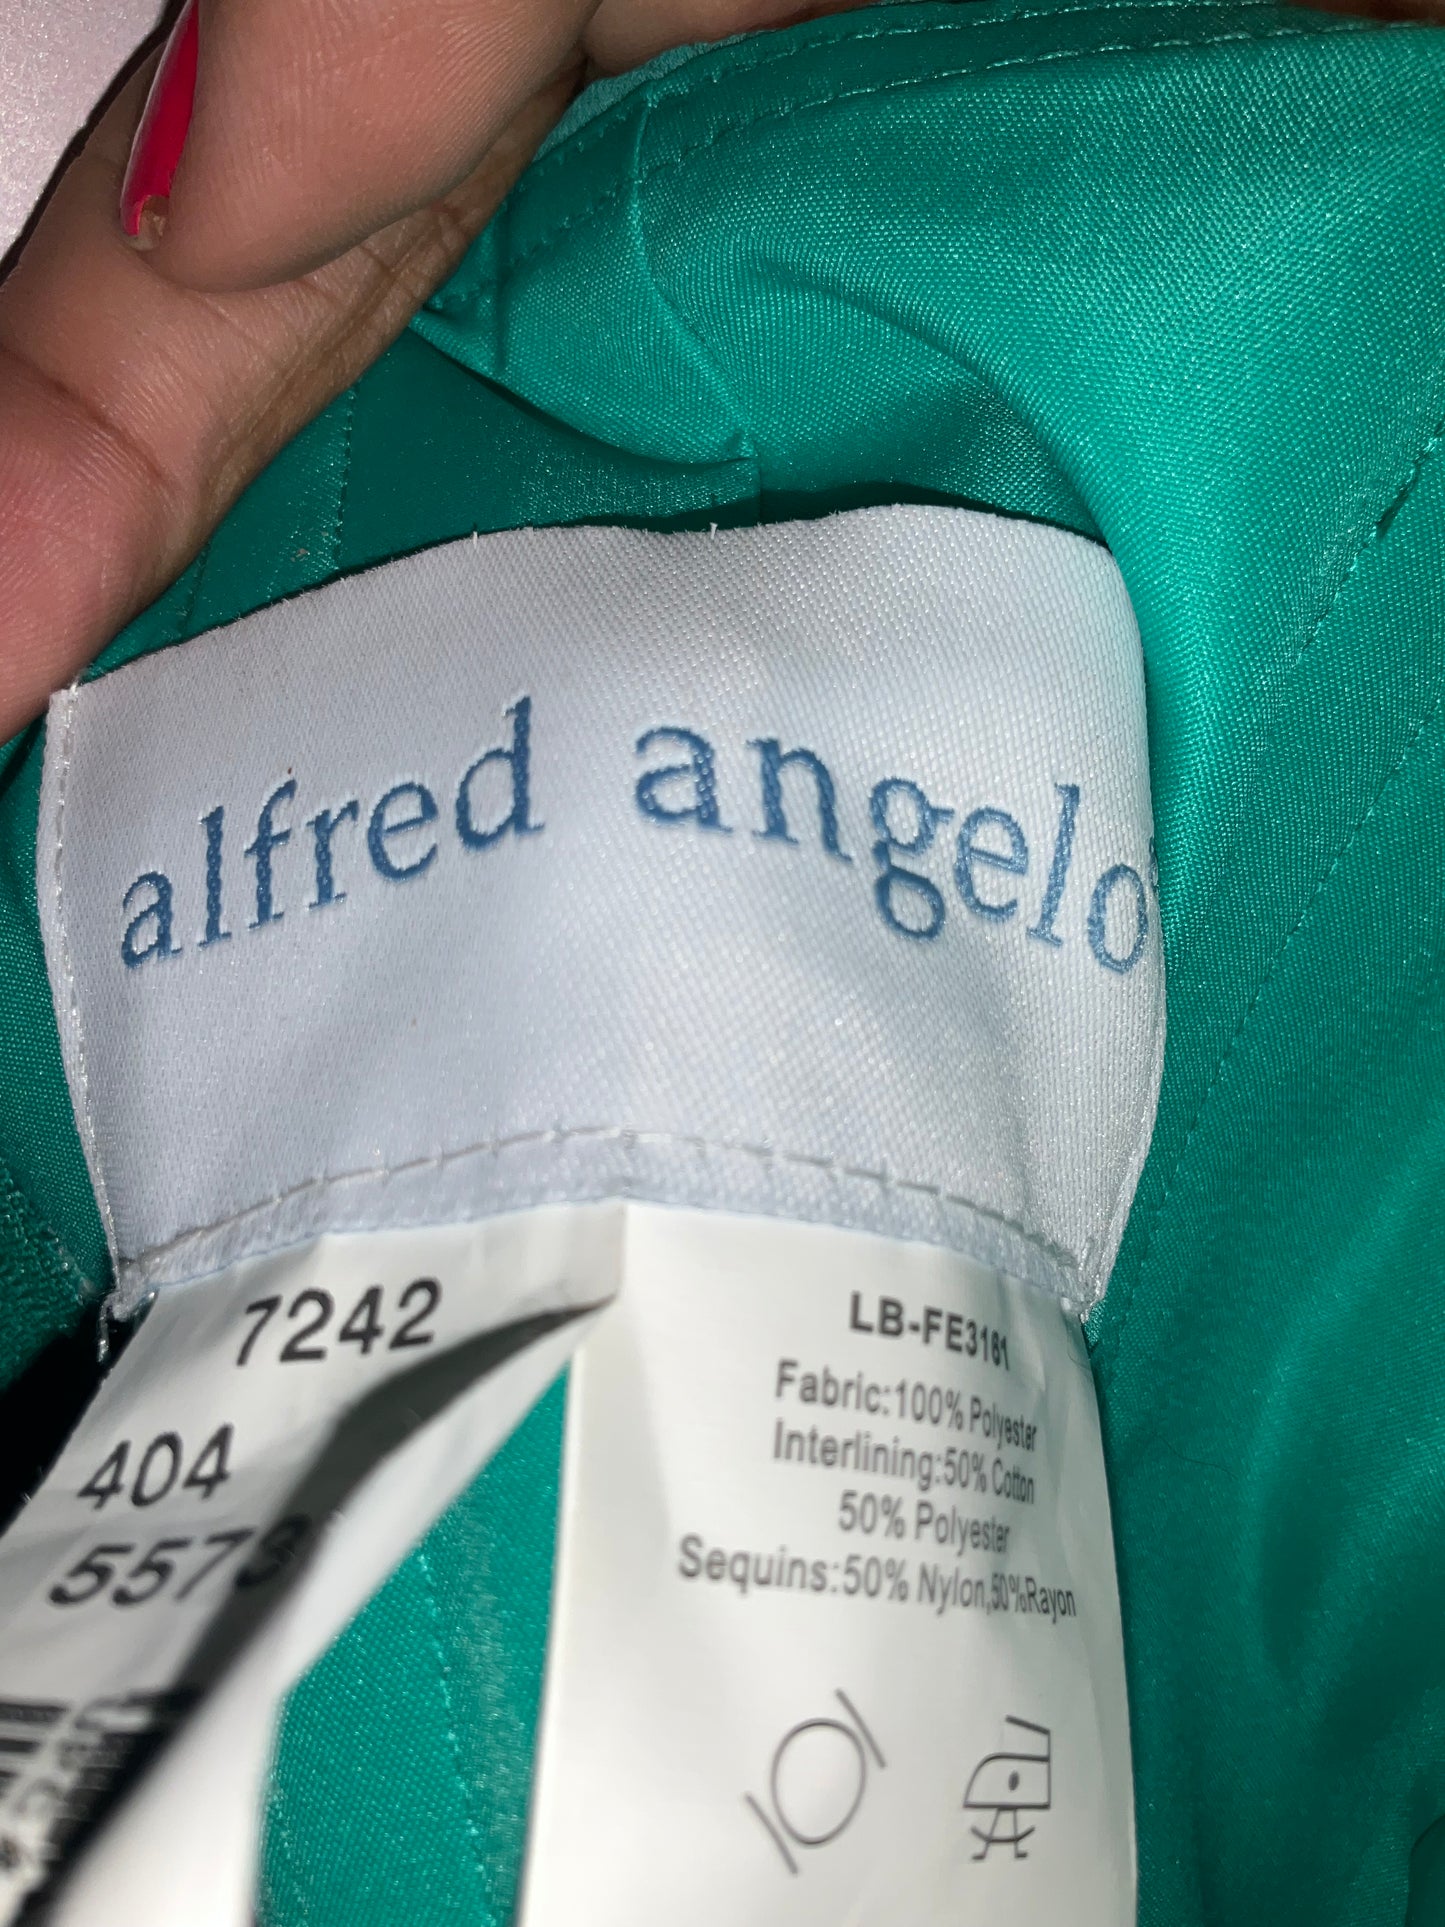 alfred angelo
7242
404
5573
LB-FE3161
Fabric:100% Polyester
Interlining:50% Cotton
50% Polyester
Sequins:50% Nylon,50%Rayon